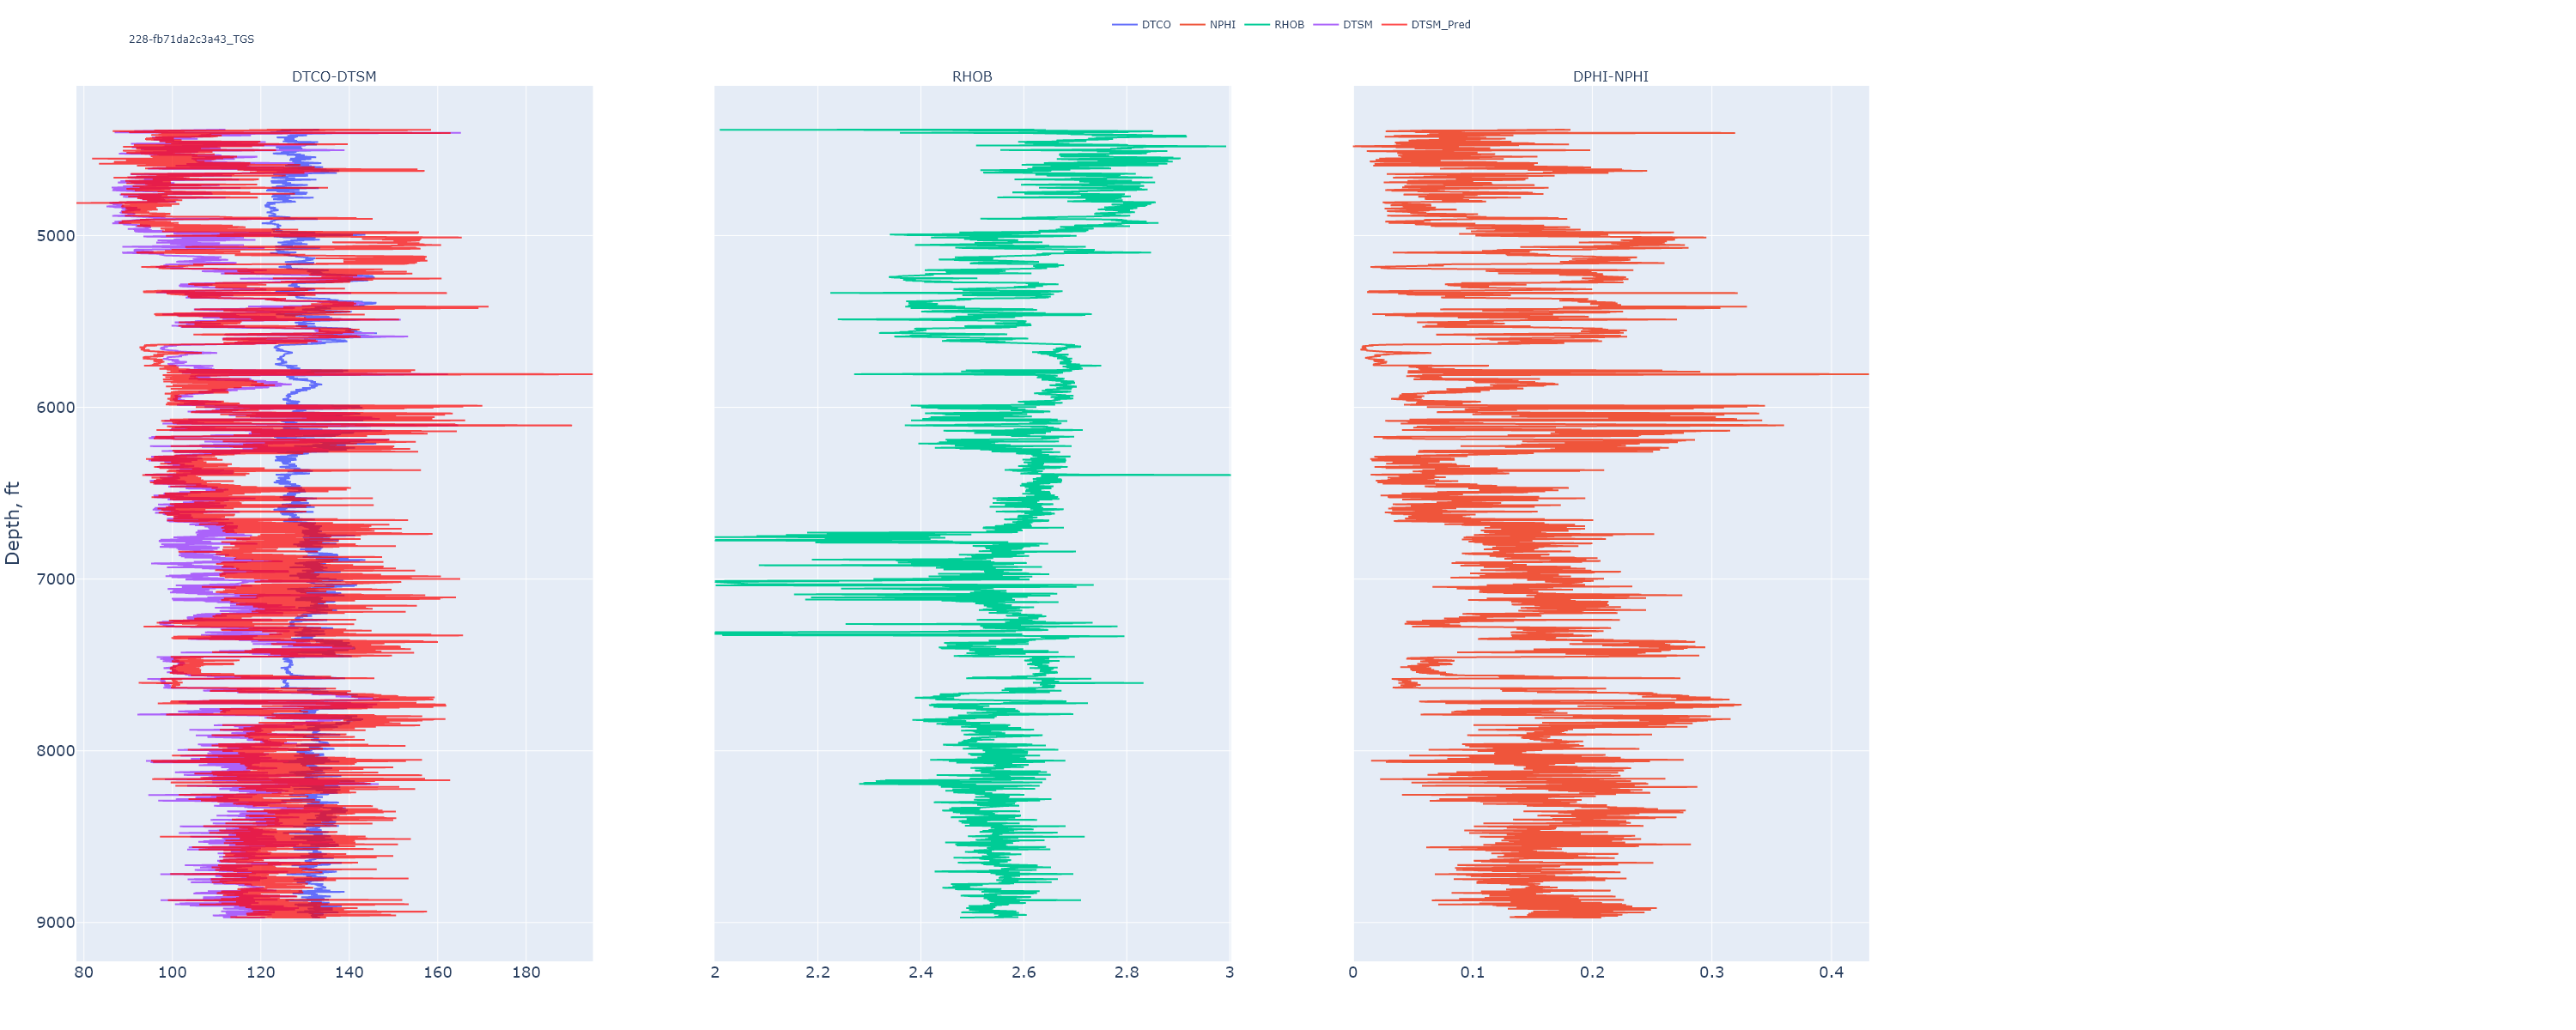 DTCO NPHI RHOB DTSM DTSM_Pred
228-fb71da2c3a43_TGS
DTCO-DTSM
RHOB
DPHI-NPHI
Depth, ft
5000
6000
7000
8000
9000
80 100 120 140 160 180
2 2.2 2.4 2.6 2.8 3
0 0.1 0.2 0.3 0.4